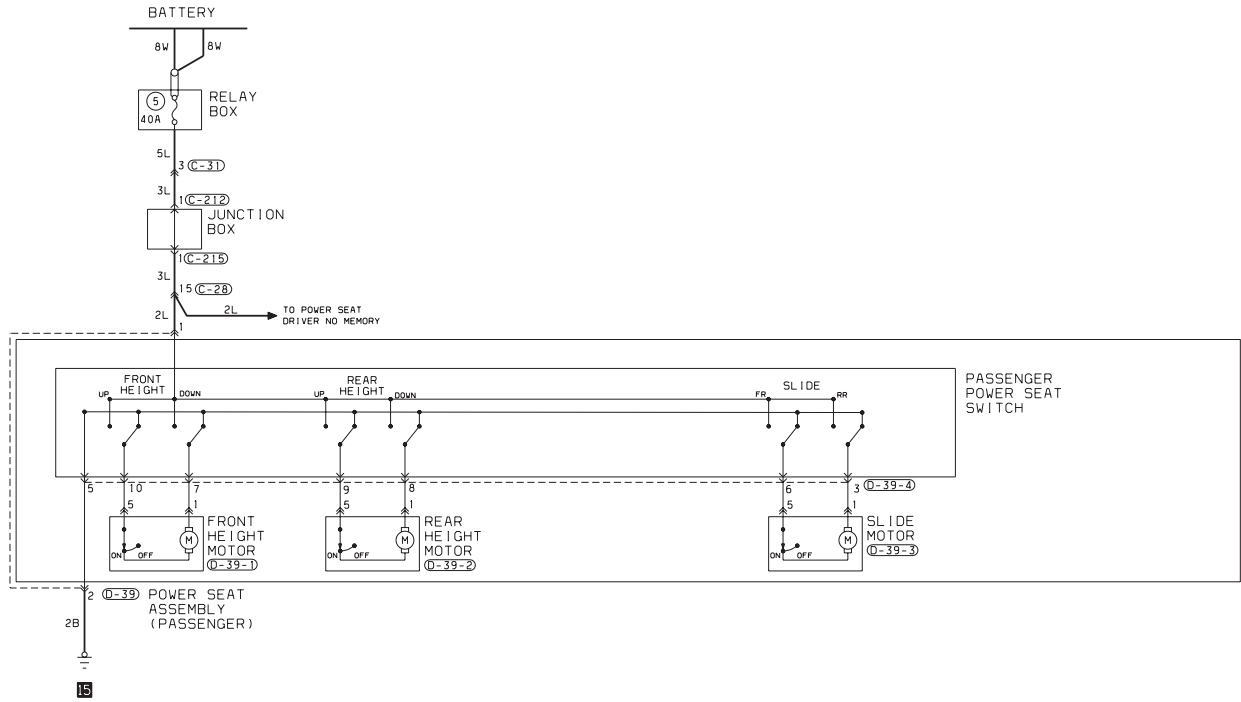 BATTERY
8W
8W
5
40A
RELAY
BOX
5L
3 C-31
3L
1 C-212
JUNCTION
BOX
1 C-215
3L
15 C-28
2L
2L
TO POWER SEAT
DRIVER NO MEMORY
1
FRONT
HEIGHT
UP
DOWN
REAR
HEIGHT
UP
DOWN
SLIDE
FR
RR
PASSENGER
POWER SEAT
SWITCH
5
10
7
9
8
6
3
D-39-4
5
1
5
1
5
1
M
ON
OFF
FRONT
HEIGHT
MOTOR
D-39-1
M
ON
OFF
REAR
HEIGHT
MOTOR
D-39-2
M
ON
OFF
SLIDE
MOTOR
D-39-3
2
D-39
POWER SEAT
ASSEMBLY
(PASSENGER)
2B
15